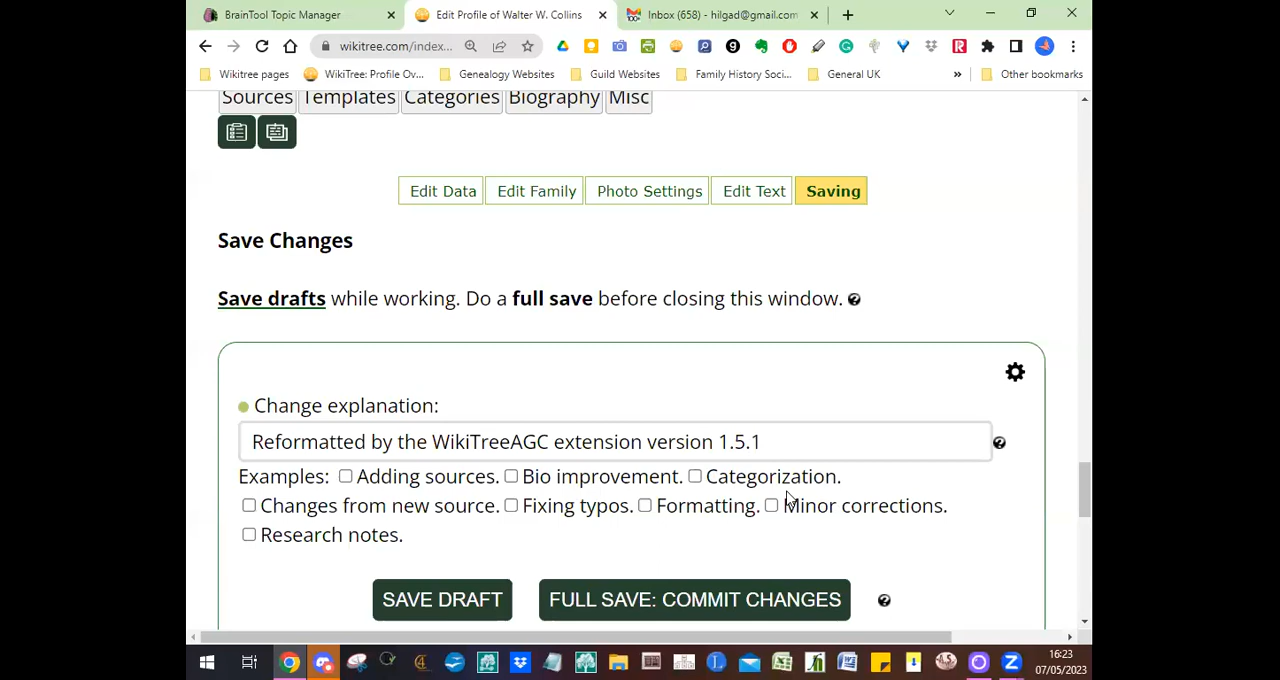 BrainTool Topic Manager
Edit Profile of Walter W. Collins
Inbox (658) - hilgad@gmail.com
wikitree.com/index...
Wikitree pages
WikiTree: Profile Ov...
Genealogy Websites
Guild Websites
Family History Soci...
General UK
»
Other bookmarks
Sources Templates Categories Biography Misc
Edit Data Edit Family Photo Settings Edit Text Saving
Save Changes
Save drafts while working. Do a full save before closing this window.
Change explanation:
Reformatted by the WikiTreeAGC extension version 1.5.1
Examples: Adding sources. Bio improvement. Categorization.
Changes from new source. Fixing typos. Formatting. Minor corrections.
Research notes.
SAVE DRAFT FULL SAVE: COMMIT CHANGES
16:23
07/05/2023